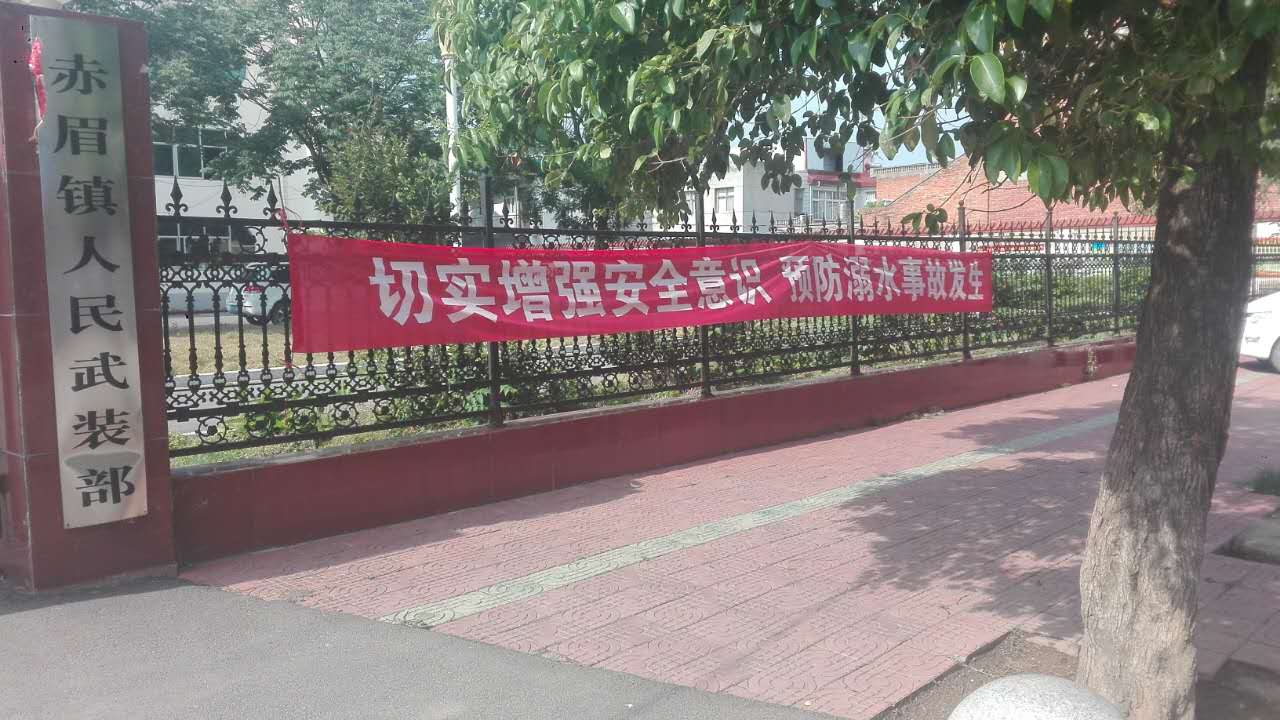 赤眉镇人民武装部
切实增强安全意识 预防溺水事故发生